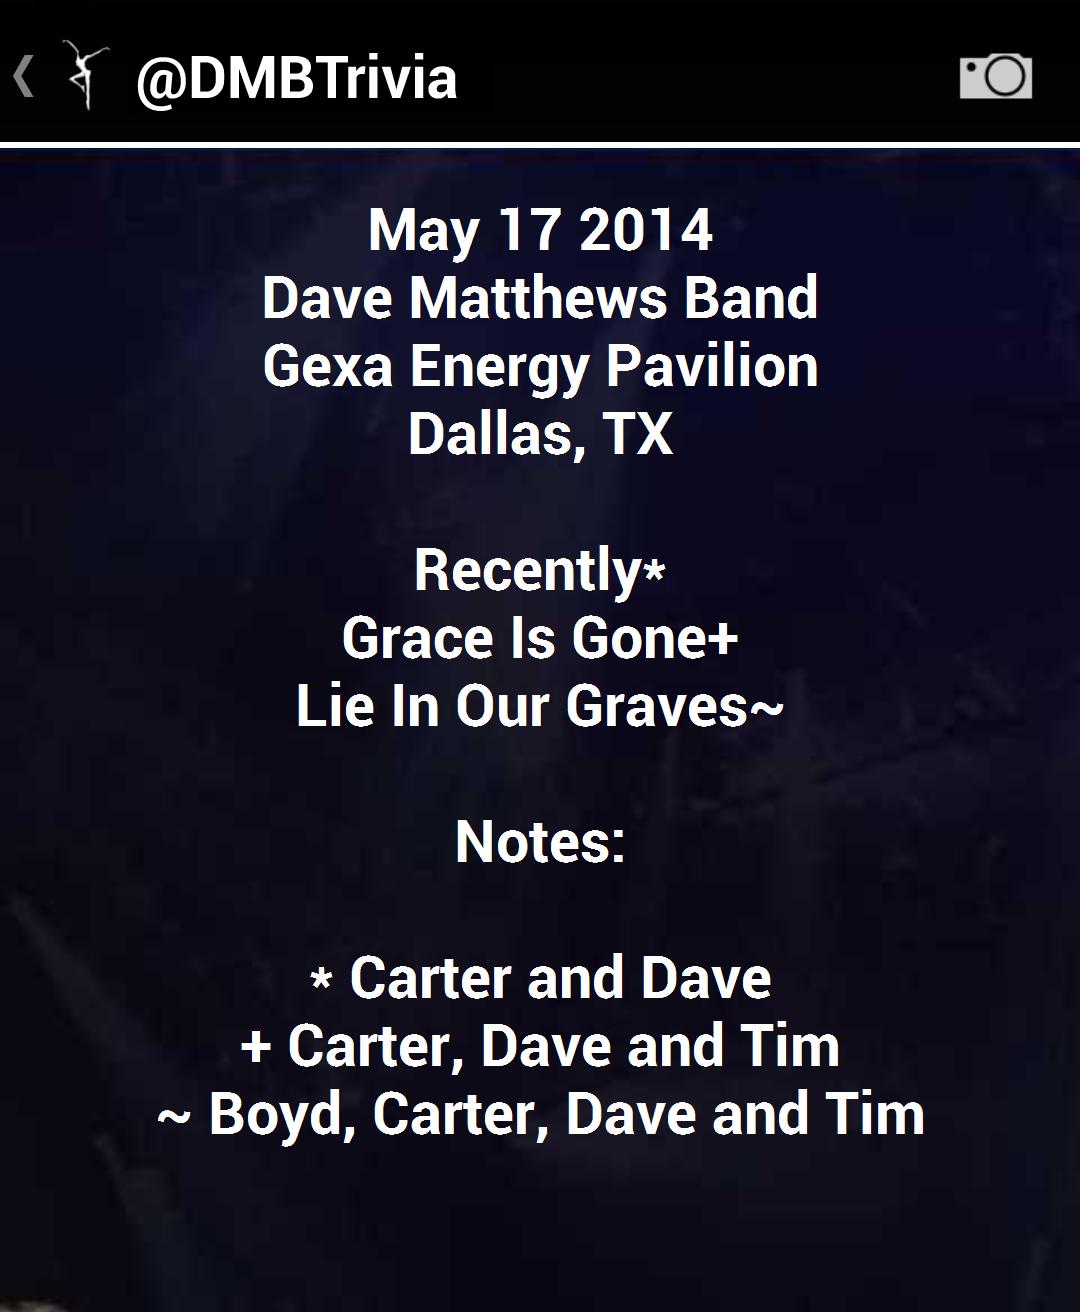 @DMBTrivia
May 17 2014
Dave Matthews Band
Gexa Energy Pavilion
Dallas, TX
Recently*
Grace Is Gone+
Lie In Our Graves~
Notes:
* Carter and Dave
+ Carter, Dave and Tim
~ Boyd, Carter, Dave and Tim